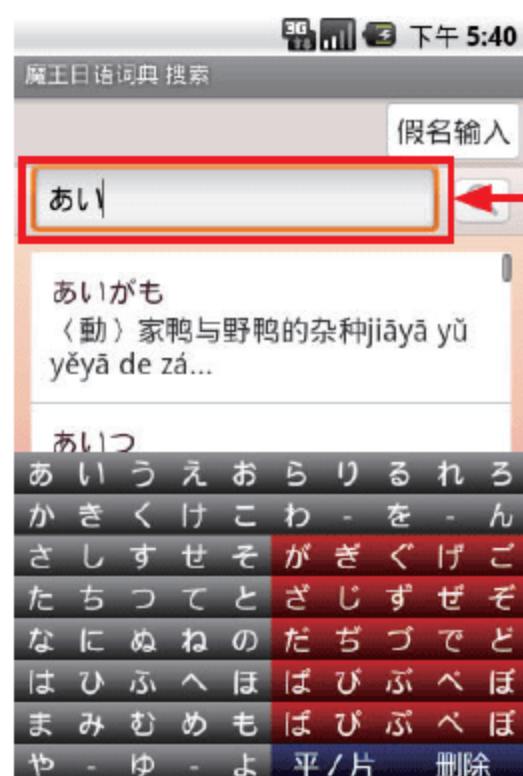 3G 下午 5:40
魔王日语词典 搜索
假名输入
あい
あいがも
〈動〉家鸭与野鸭的杂种jiāyā yǔ
yěyā de zá...
あいつ
あ い う え お ら り る れ ろ
か き く け こ わ - を - ん
さ し す せ そ が ぎ ぐ げ ご
た ち つ て と ざ じ ず ぜ ぞ
な に ぬ ね の だ ぢ づ で ど
は ひ ふ へ ほ ば び ぶ べ ぼ
ま み む め も ぱ ぴ ぷ ぺ ぽ
や - ゆ - よ 平/片 删除